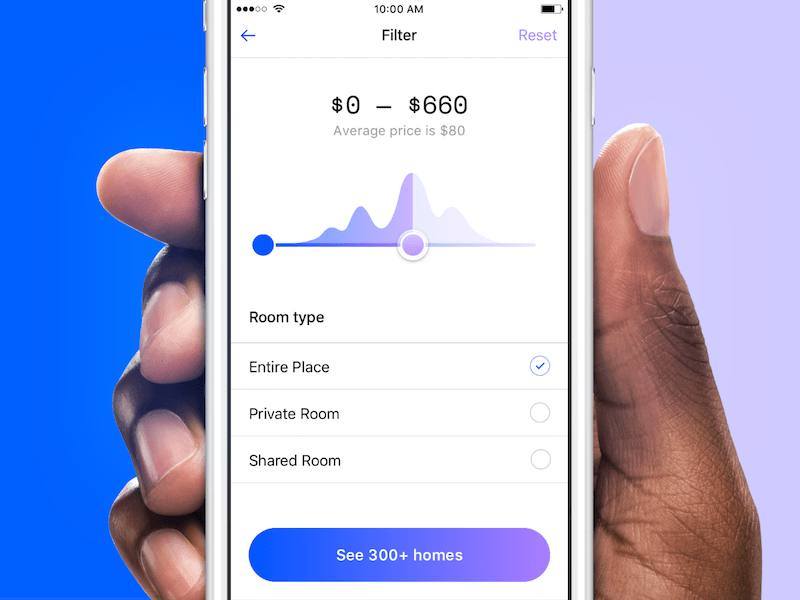 10:00 AM
Filter
Reset
$0 – $660
Average price is $80
Room type
Entire Place
Private Room
Shared Room
See 300+ homes